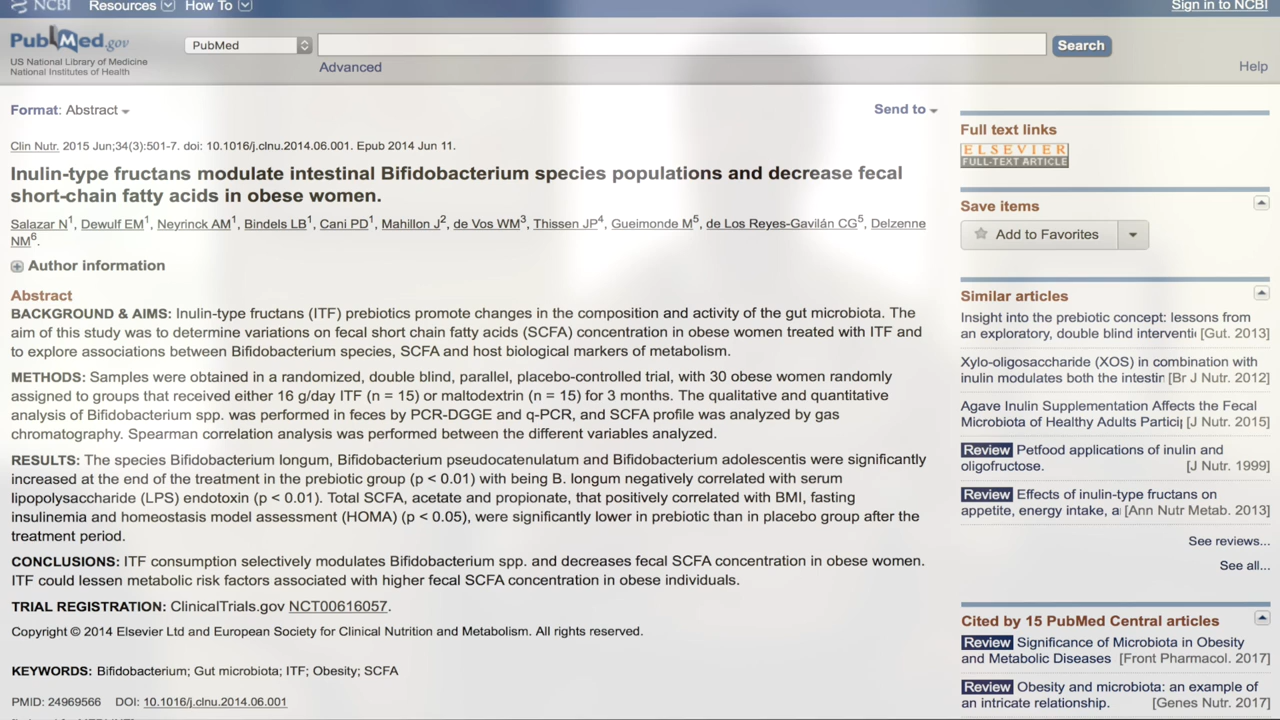 NCBI Resources How To Sign in to NCBI
PubMed.gov
US National Library of Medicine
National Institutes of Health
PubMed
Search
Advanced
Help
Format: Abstract
Send to
Clin Nutr. 2015 Jun;34(3):501-7. doi: 10.1016/j.clnu.2014.06.001. Epub 2014 Jun 11.
Inulin-type fructans modulate intestinal Bifidobacterium species populations and decrease fecal
short-chain fatty acids in obese women.
Salazar N1, Dewulf EM1, Neyrinck AM1, Bindels LB1, Cani PD1, Mahillon J2, de Vos WM3, Thissen JP4, Gueimonde M5, de Los Reyes-Gavilán CG5, Delzenne
NM6.
Author information
Abstract
BACKGROUND & AIMS: Inulin-type fructans (ITF) prebiotics promote changes in the composition and activity of the gut microbiota. The
aim of this study was to determine variations on fecal short chain fatty acids (SCFA) concentration in obese women treated with ITF and
to explore associations between Bifidobacterium species, SCFA and host biological markers of metabolism.
METHODS: Samples were obtained in a randomized, double blind, parallel, placebo-controlled trial, with 30 obese women randomly
assigned to groups that received either 16 g/day ITF (n = 15) or maltodextrin (n = 15) for 3 months. The qualitative and quantitative
analysis of Bifidobacterium spp. was performed in feces by PCR-DGGE and q-PCR, and SCFA profile was analyzed by gas
chromatography. Spearman correlation analysis was performed between the different variables analyzed.
RESULTS: The species Bifidobacterium longum, Bifidobacterium pseudocatenulatum and Bifidobacterium adolescentis were significantly
increased at the end of the treatment in the prebiotic group (p < 0.01) with being B. longum negatively correlated with serum
lipopolysaccharide (LPS) endotoxin (p < 0.01). Total SCFA, acetate and propionate, that positively correlated with BMI, fasting
insulinemia and homeostasis model assessment (HOMA) (p < 0.05), were significantly lower in prebiotic than in placebo group after the
treatment period.
CONCLUSIONS: ITF consumption selectively modulates Bifidobacterium spp. and decreases fecal SCFA concentration in obese women.
ITF could lessen metabolic risk factors associated with higher fecal SCFA concentration in obese individuals.
TRIAL REGISTRATION: ClinicalTrials.gov NCT00616057.
Copyright © 2014 Elsevier Ltd and European Society for Clinical Nutrition and Metabolism. All rights reserved.
KEYWORDS: Bifidobacterium; Gut microbiota; ITF; Obesity; SCFA
PMID: 24969566 DOI: 10.1016/j.clnu.2014.06.001
Full text links
ELSEVIER
FULL-TEXT ARTICLE
Save items
Add to Favorites
Similar articles
Insight into the prebiotic concept: lessons from
an exploratory, double blind interventi [Gut. 2013]
Xylo-oligosaccharide (XOS) in combination with
inulin modulates both the intestin [Br J Nutr. 2012]
Agave Inulin Supplementation Affects the Fecal
Microbiota of Healthy Adults Partici [J Nutr. 2015]
Review Petfood applications of inulin and
oligofructose. [J Nutr. 1999]
Review Effects of inulin-type fructans on
appetite, energy intake, a [Ann Nutr Metab. 2013]
See reviews...
See all...
Cited by 15 PubMed Central articles
Review Significance of Microbiota in Obesity
and Metabolic Diseases [Front Pharmacol. 2017]
Review Obesity and microbiota: an example of
an intricate relationship. [Genes Nutr. 2017]